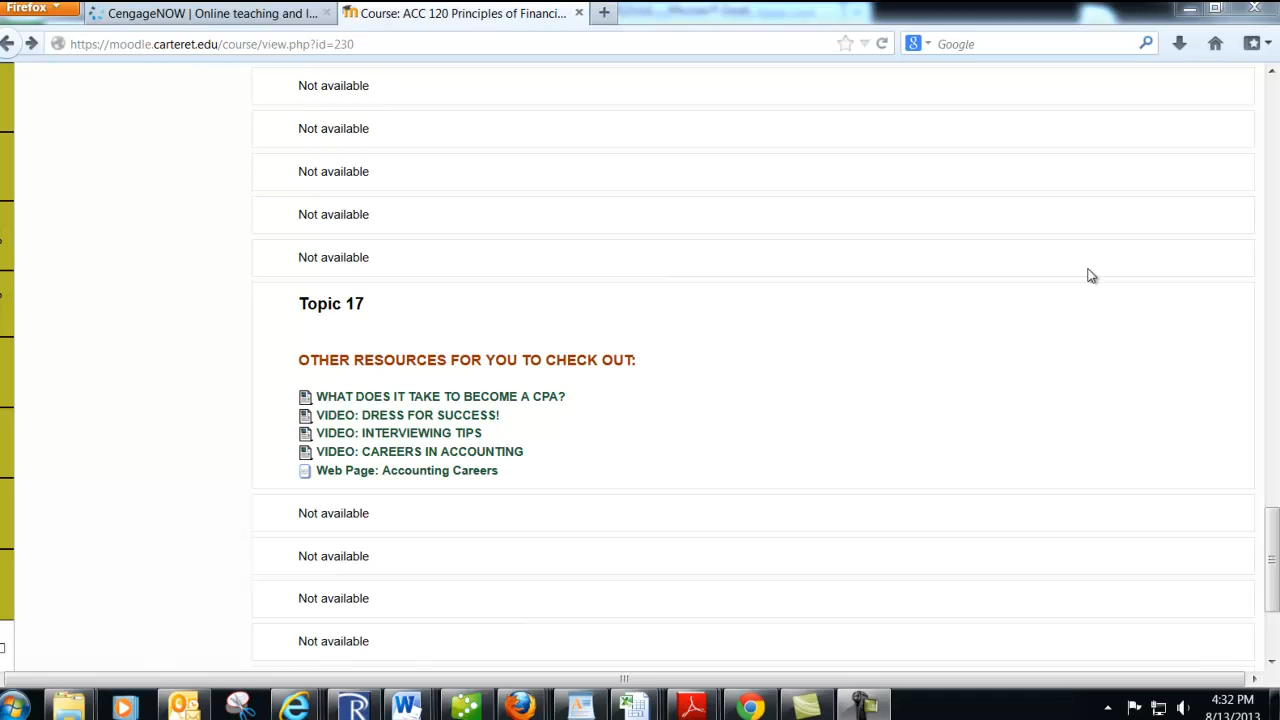 Firefox
CengageNOW | Online teaching and l...
Course: ACC 120 Principles of Financi...
https://moodle.carteret.edu/course/view.php?id=230
Google
Not available
Not available
Not available
Not available
Not available
Topic 17
OTHER RESOURCES FOR YOU TO CHECK OUT:
WHAT DOES IT TAKE TO BECOME A CPA?
VIDEO: DRESS FOR SUCCESS!
VIDEO: INTERVIEWING TIPS
VIDEO: CAREERS IN ACCOUNTING
Web Page: Accounting Careers
Not available
Not available
Not available
Not available
4:32 PM
8/13/2013